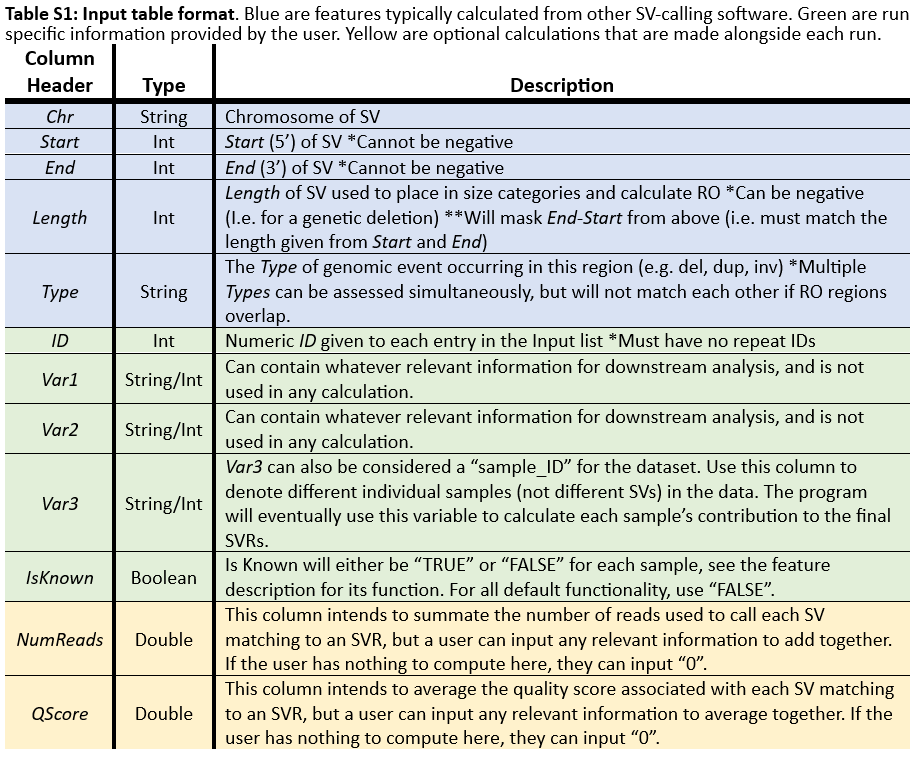 Table S1: Input table format. Blue are features typically calculated from other SV-calling software. Green are run
specific information provided by the user. Yellow are optional calculations that are made alongside each run.
Column
Header Type Description
Chr String Chromosome of SV
Start Int Start (5’) of SV *Cannot be negative
End Int End (3’) of SV *Cannot be negative
Length of SV used to place in size categories and calculate RO *Can be negative
Length Int (I.e. for a genetic deletion) **Will mask End-Start from above (i.e. must match the
length given from Start and End)
The Type of genomic event occurring in this region (e.g. del, dup, inv) *Multiple
Type String Types can be assessed simultaneously, but will not match each other if RO regions
overlap.
ID Int Numeric ID given to each entry in the Input list *Must have no repeat IDs
Var1 String/Int Can contain whatever relevant information for downstream analysis, and is not
used in any calculation.
Var2 String/Int Can contain whatever relevant information for downstream analysis, and is not
used in any calculation.
Var3 String/Int Var3 can also be considered a “sample_ID” for the dataset. Use this column to
denote different individual samples (not different SVs) in the data. The program
will eventually use this variable to calculate each sample’s contribution to the final
SVRs.
IsKnown Boolean Is Known will either be “TRUE” or “FALSE” for each sample, see the feature
description for its function. For all default functionality, use “FALSE”.
This column intends to summate the number of reads used to call each SV
NumReads Double matching to an SVR, but a user can input any relevant information to add together.
If the user has nothing to compute here, they can input “0”.
This column intends to average the quality score associated with each SV matching
QScore Double to an SVR, but a user can input any relevant information to average together. If the
user has nothing to compute here, they can input “0”.